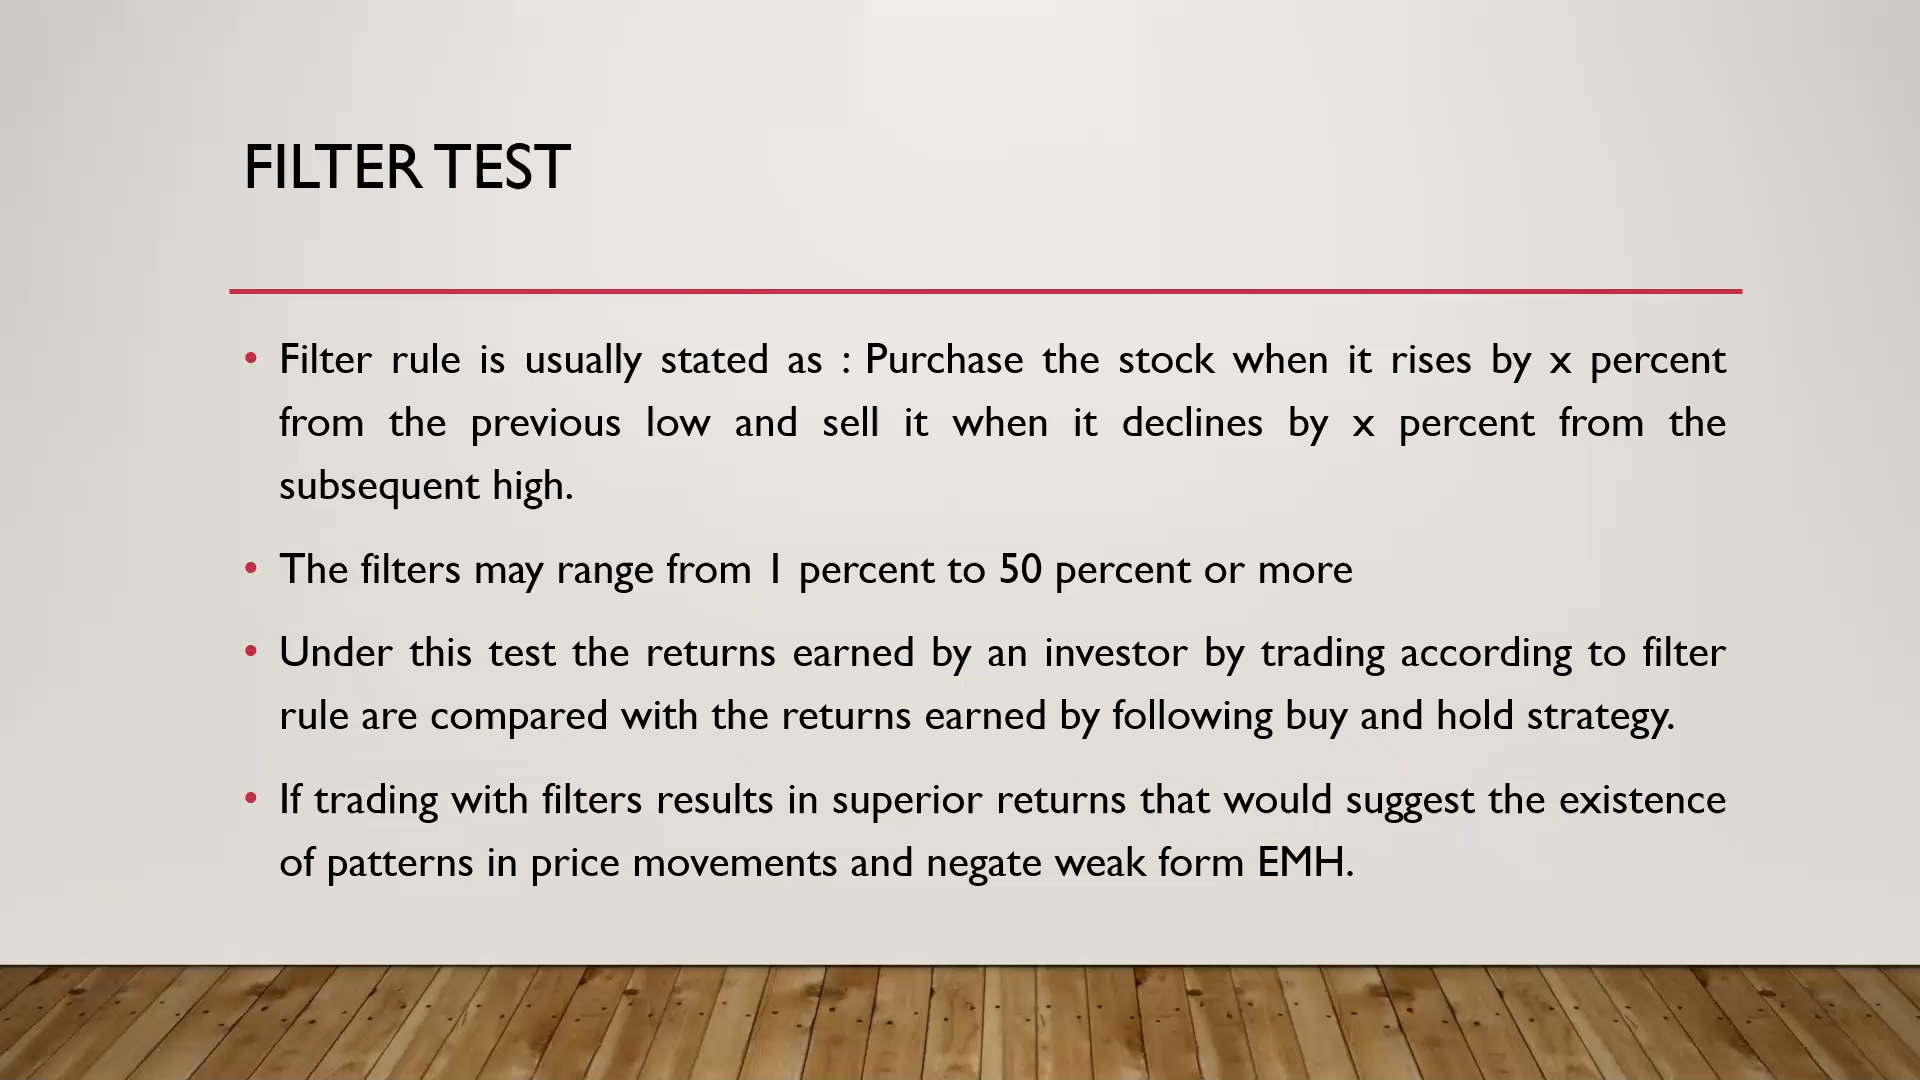 FILTER TEST
• Filter rule is usually stated as : Purchase the stock when it rises by x percent
from the previous low and sell it when it declines by x percent from the
subsequent high.
• The filters may range from 1 percent to 50 percent or more
• Under this test the returns earned by an investor by trading according to filter
rule are compared with the returns earned by following buy and hold strategy.
• If trading with filters results in superior returns that would suggest the existence
of patterns in price movements and negate weak form EMH.